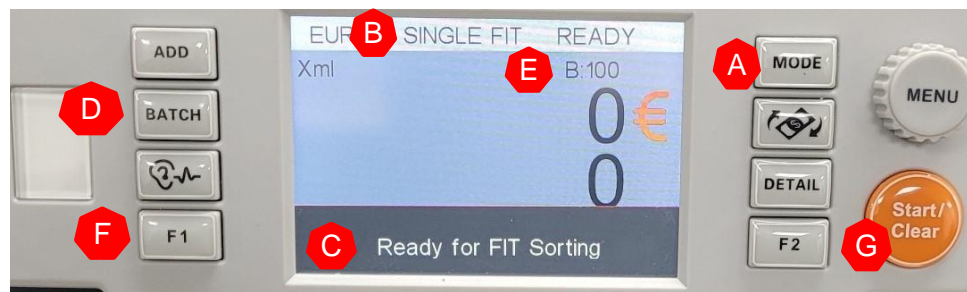 ADD
BATCH
F1
D
F
EUR B SINGLE FIT READY
Xml E B:100
0€
0
C Ready for FIT Sorting
A
MODE
DETAIL
F2
MENU
G
Start/
Clear